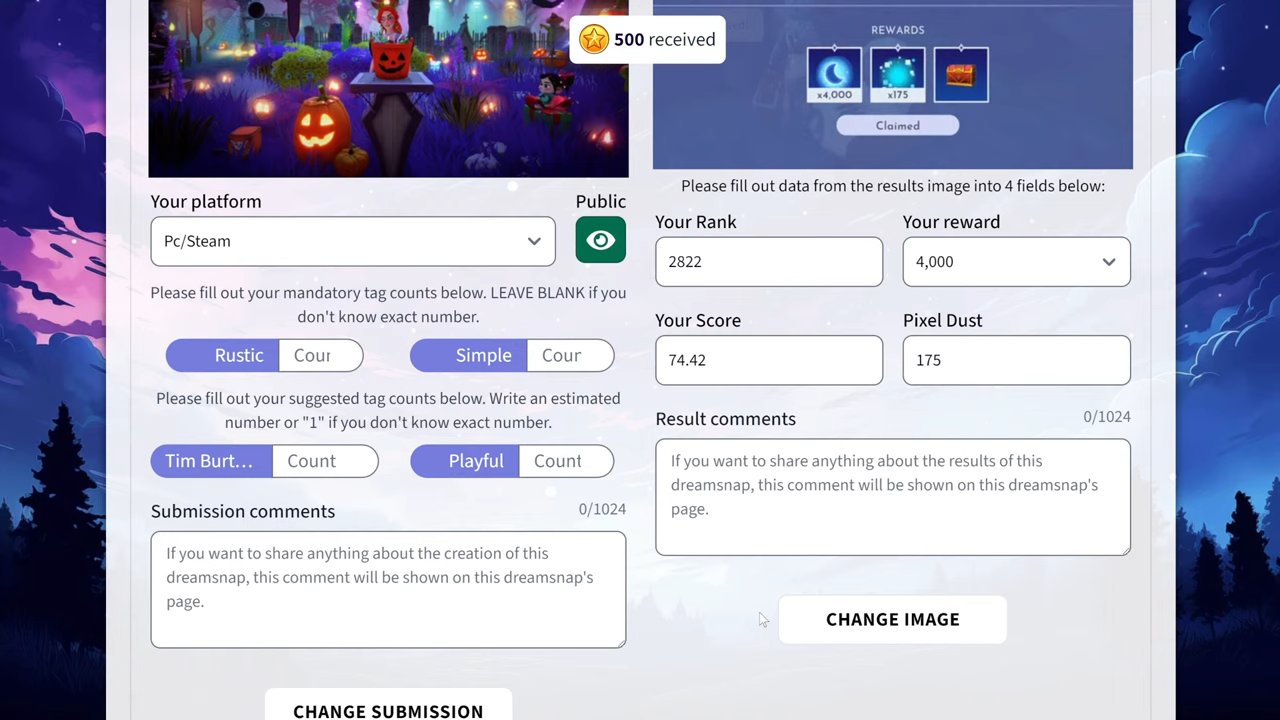 500 received
REWARDS
x4,000
x175
Claimed
Please fill out data from the results image into 4 fields below:
Your platform
Public
Pc/Steam
Your Rank
Your reward
2822
4,000
Please fill out your mandatory tag counts below. LEAVE BLANK if you
don't know exact number.
Rustic
Cour
Simple
Cour
Your Score
Pixel Dust
74.42
175
Please fill out your suggested tag counts below. Write an estimated
number or "1" if you don't know exact number.
Tim Burt...
Count
Playful
Count
Result comments
0/1024
If you want to share anything about the results of this
dreamsnap, this comment will be shown on this dreamsnap's
page.
Submission comments
0/1024
If you want to share anything about the creation of this
dreamsnap, this comment will be shown on this dreamsnap's
page.
CHANGE IMAGE
CHANGE SUBMISSION